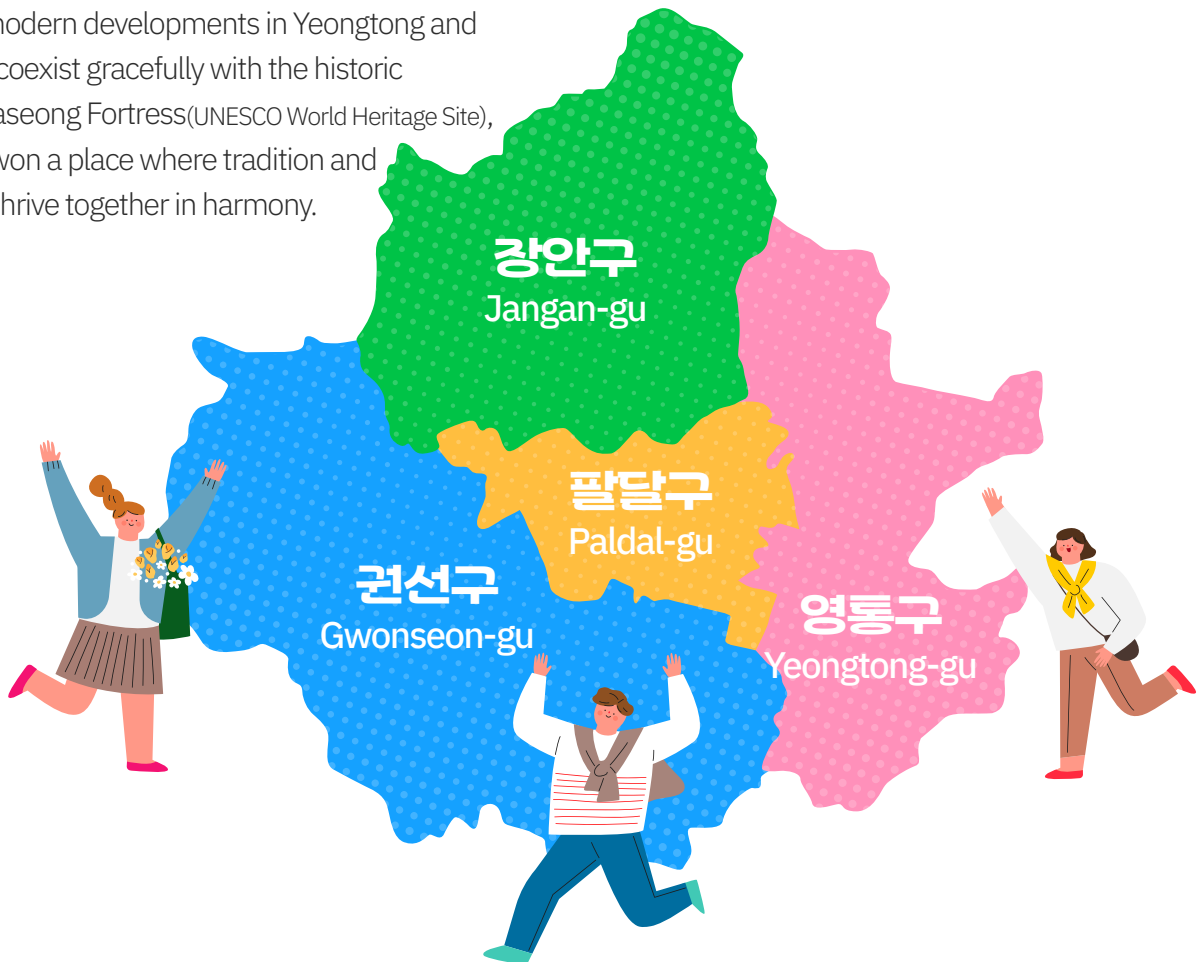 modern developments in Yeongtong and
coexist gracefully with the historic
aseong Fortress(UNESCO World Heritage Site),
won a place where tradition and
hrive together in harmony.
장안구
Jangan-gu
팔달구
Paldal-gu
권선구
Gwonseon-gu
영통구
Yeongtong-gu